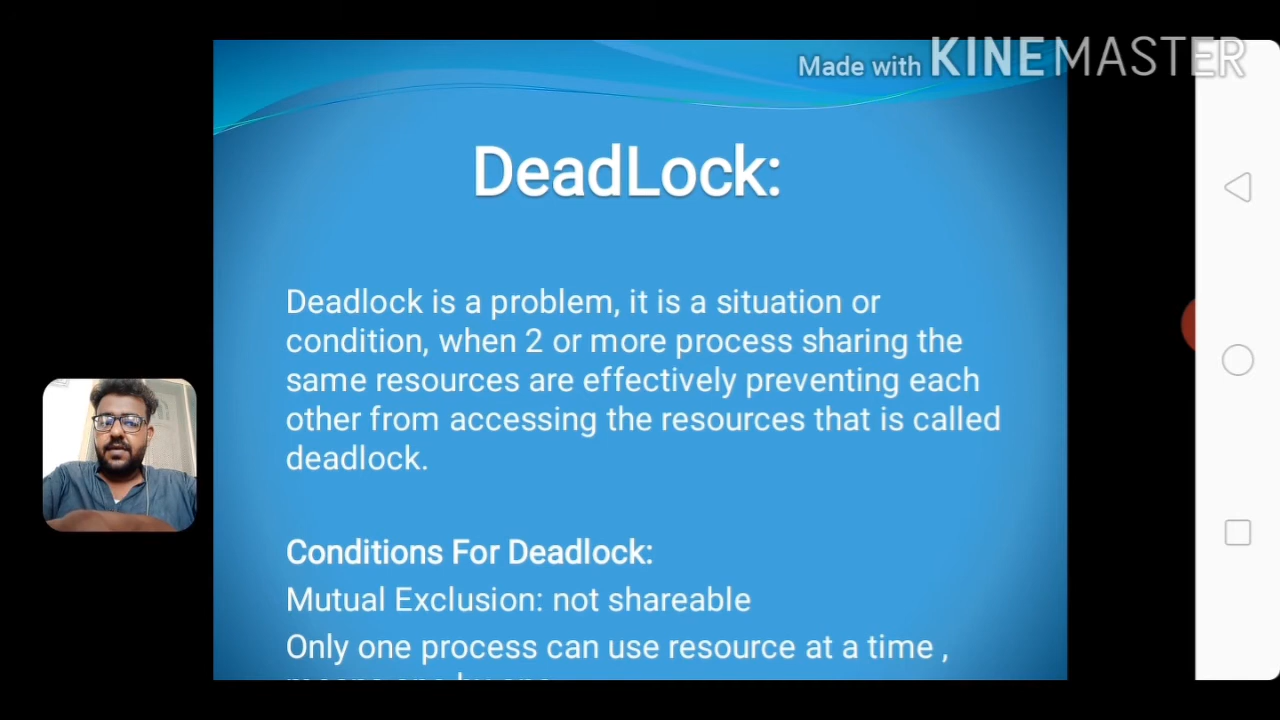 Made with KINEMASTER
DeadLock:
Deadlock is a problem, it is a situation or
condition, when 2 or more process sharing the
same resources are effectively preventing each
other from accessing the resources that is called
deadlock.
Conditions For Deadlock:
Mutual Exclusion: not shareable
Only one process can use resource at a time ,